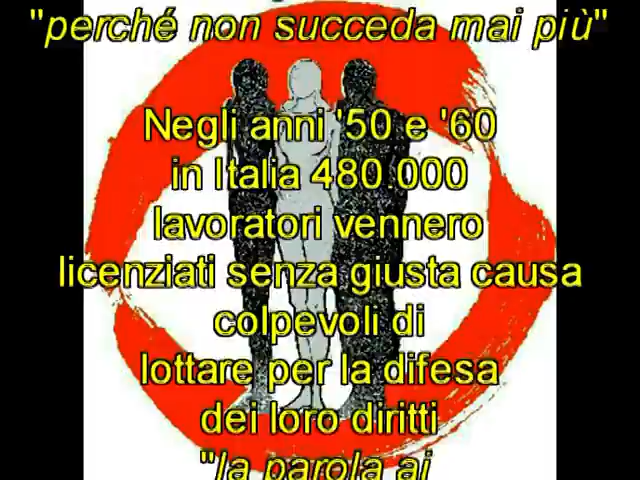 "perché non succeda mai più"
Negli anni '50 e '60
in Italia 480.000
lavoratori vennero
licenziati senza giusta causa
colpevoli di
lottare per la difesa
dei loro diritti
"la parola ai